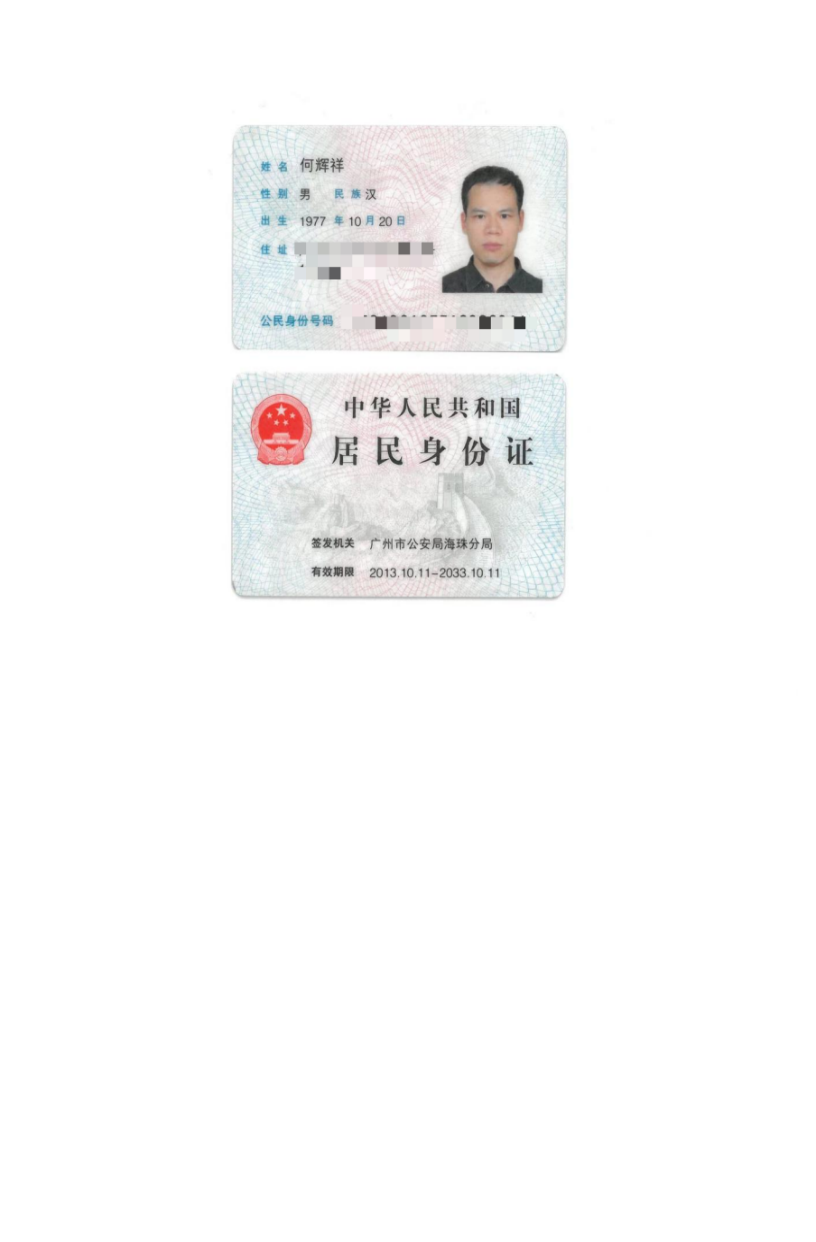 姓名 何辉祥
性别 男 民族 汉
出生 1977 年 10 月 20 日
住址
公民身份号码
中华人民共和国
居民身份证
签发机关 广州市公安局海珠分局
有效期限 2013.10.11-2033.10.11